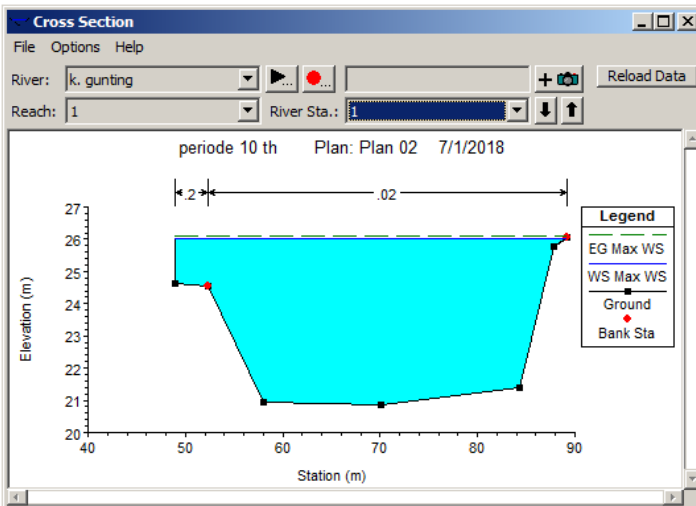 Cross Section
File Options Help
River: k. gunting Reload Data
Reach: 1 River Sta.: 1
periode 10 th Plan: Plan 02 7/1/2018
.2 .02
27
26
25
24
23
22
21
20
Elevation (m)
40 50 60 70 80 90
Station (m)
Legend
EG Max WS
WS Max WS
Ground
Bank Sta